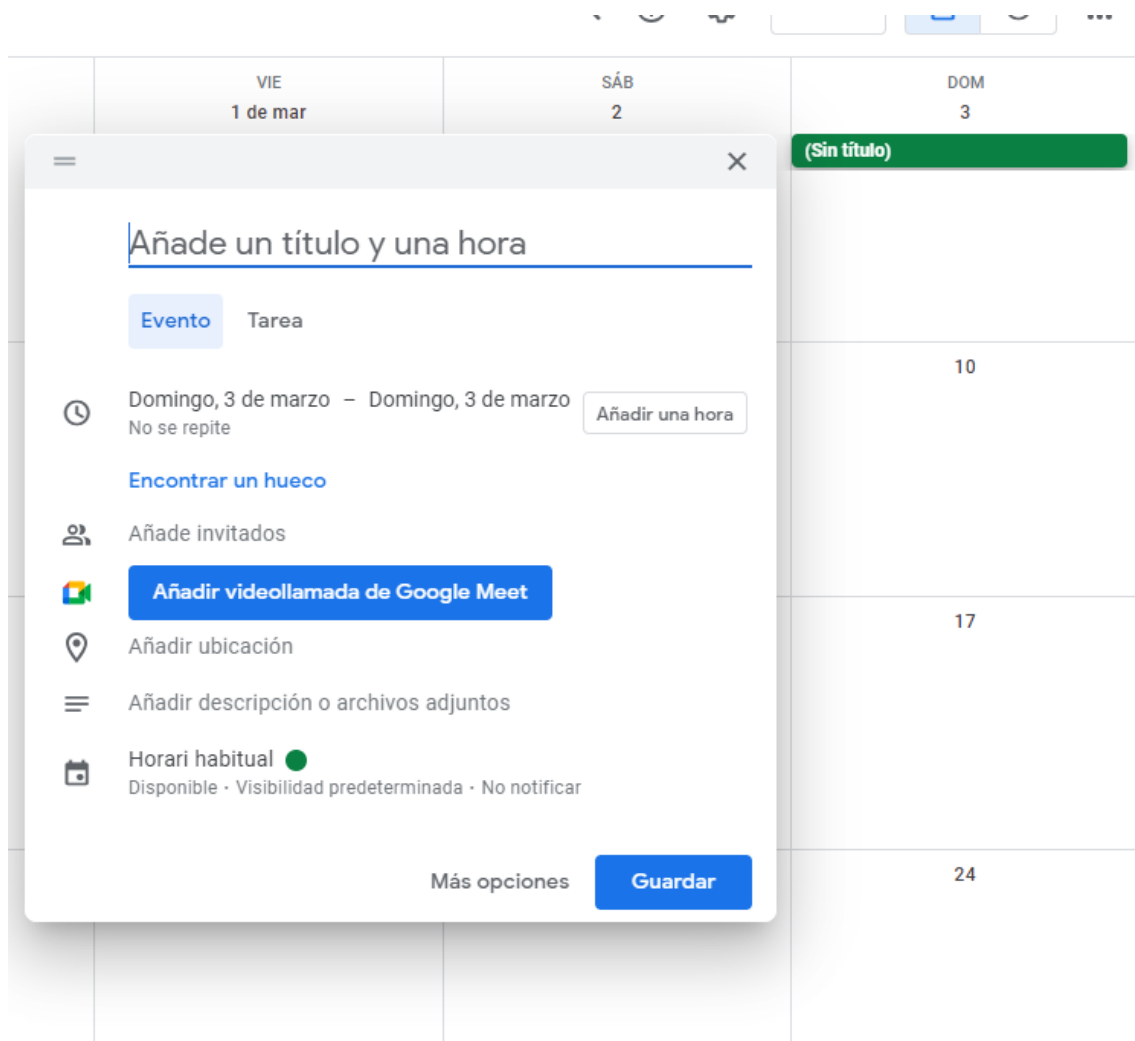 VIE
SÁB
DOM
1 de mar
2
3
(Sin título)
Añade un título y una hora
Evento
Tarea
10
Domingo, 3 de marzo – Domingo, 3 de marzo
Añadir una hora
No se repite
Encontrar un hueco
Añade invitados
Añadir videollamada de Google Meet
17
Añadir ubicación
Añadir descripción o archivos adjuntos
Horari habitual
Disponible · Visibilidad predeterminada · No notificar
24
Más opciones
Guardar